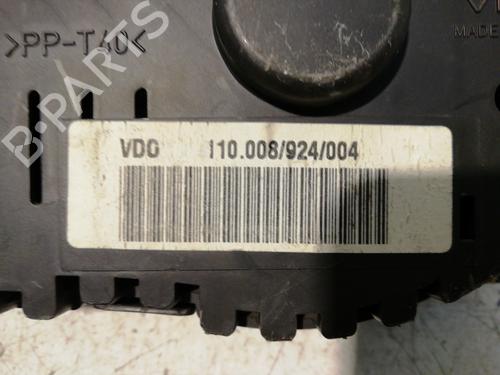 >PP-T40<
MADE
VDO 110.008/924/004
B-PARTS